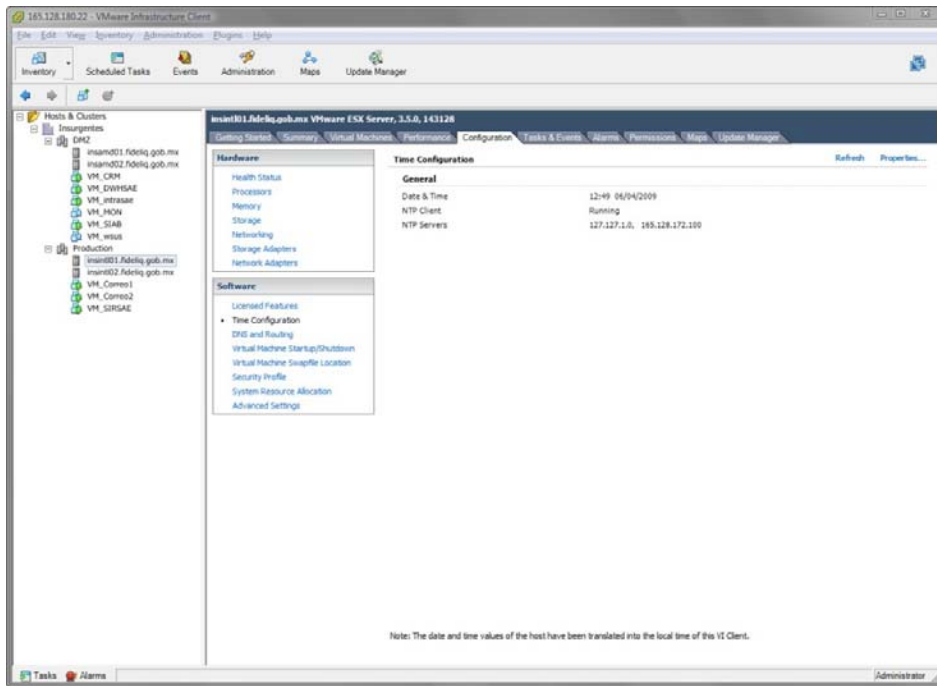 165.128.180.22 - VMware Infrastructure Client
File Edit View Inventory Administration Plugins Help
Inventory Scheduled Tasks Events Administration Maps Update Manager
Hosts & Clusters
Insurgentes
DMZ
insamd01.fideliq.gob.mx
insamd02.fideliq.gob.mx
VM_CRM
VM_DWHSAE
VM_intrasae
VM_MON
VM_SIAB
VM_wsus
Production
insintl01.fideliq.gob.mx
insintl02.fideliq.gob.mx
VM_Correo1
VM_Correo2
VM_SIRSAE
insintl01.fideliq.gob.mx VMware ESX Server, 3.5.0, 143128
Getting Started Summary Virtual Machines Performance Configuration Tasks & Events Alarms Permissions Maps Update Manager
Hardware
Health Status
Processors
Memory
Storage
Networking
Storage Adapters
Network Adapters
Software
Licensed Features
Time Configuration
DNS and Routing
Virtual Machine Startup/Shutdown
Virtual Machine Swapfile Location
Security Profile
System Resource Allocation
Advanced Settings
Time Configuration Refresh Properties...
General
Date & Time 12:49 06/04/2009
NTP Client Running
NTP Servers 127.127.1.0, 165.128.172.100
Note: The date and time values of the host have been translated into the local time of this VI Client.
Tasks Alarms Administrator